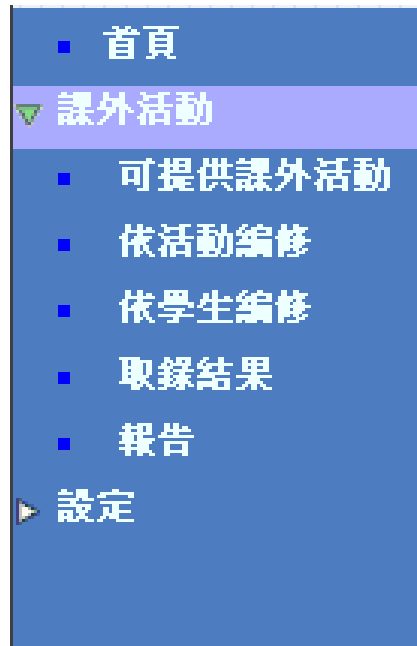 首頁
課外活動
可提供課外活動
依活動編修
依學生編修
取錄結果
報告
設定